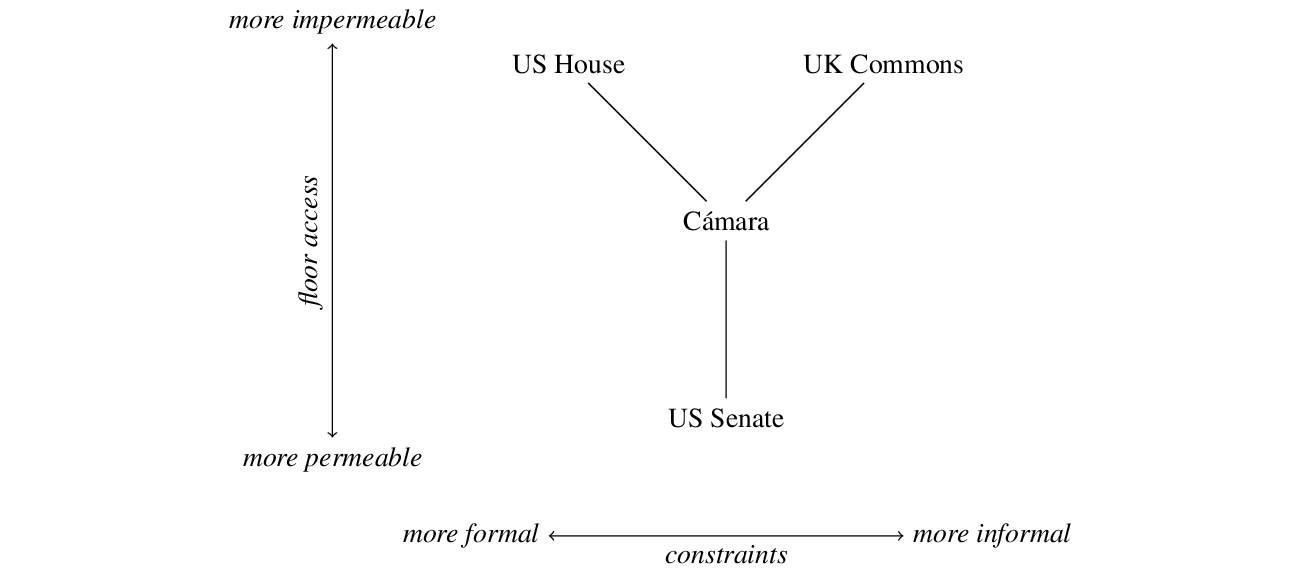 more impermeable
US House
UK Commons
floor access
Cámara
US Senate
more permeable
more formal
more informal
constraints